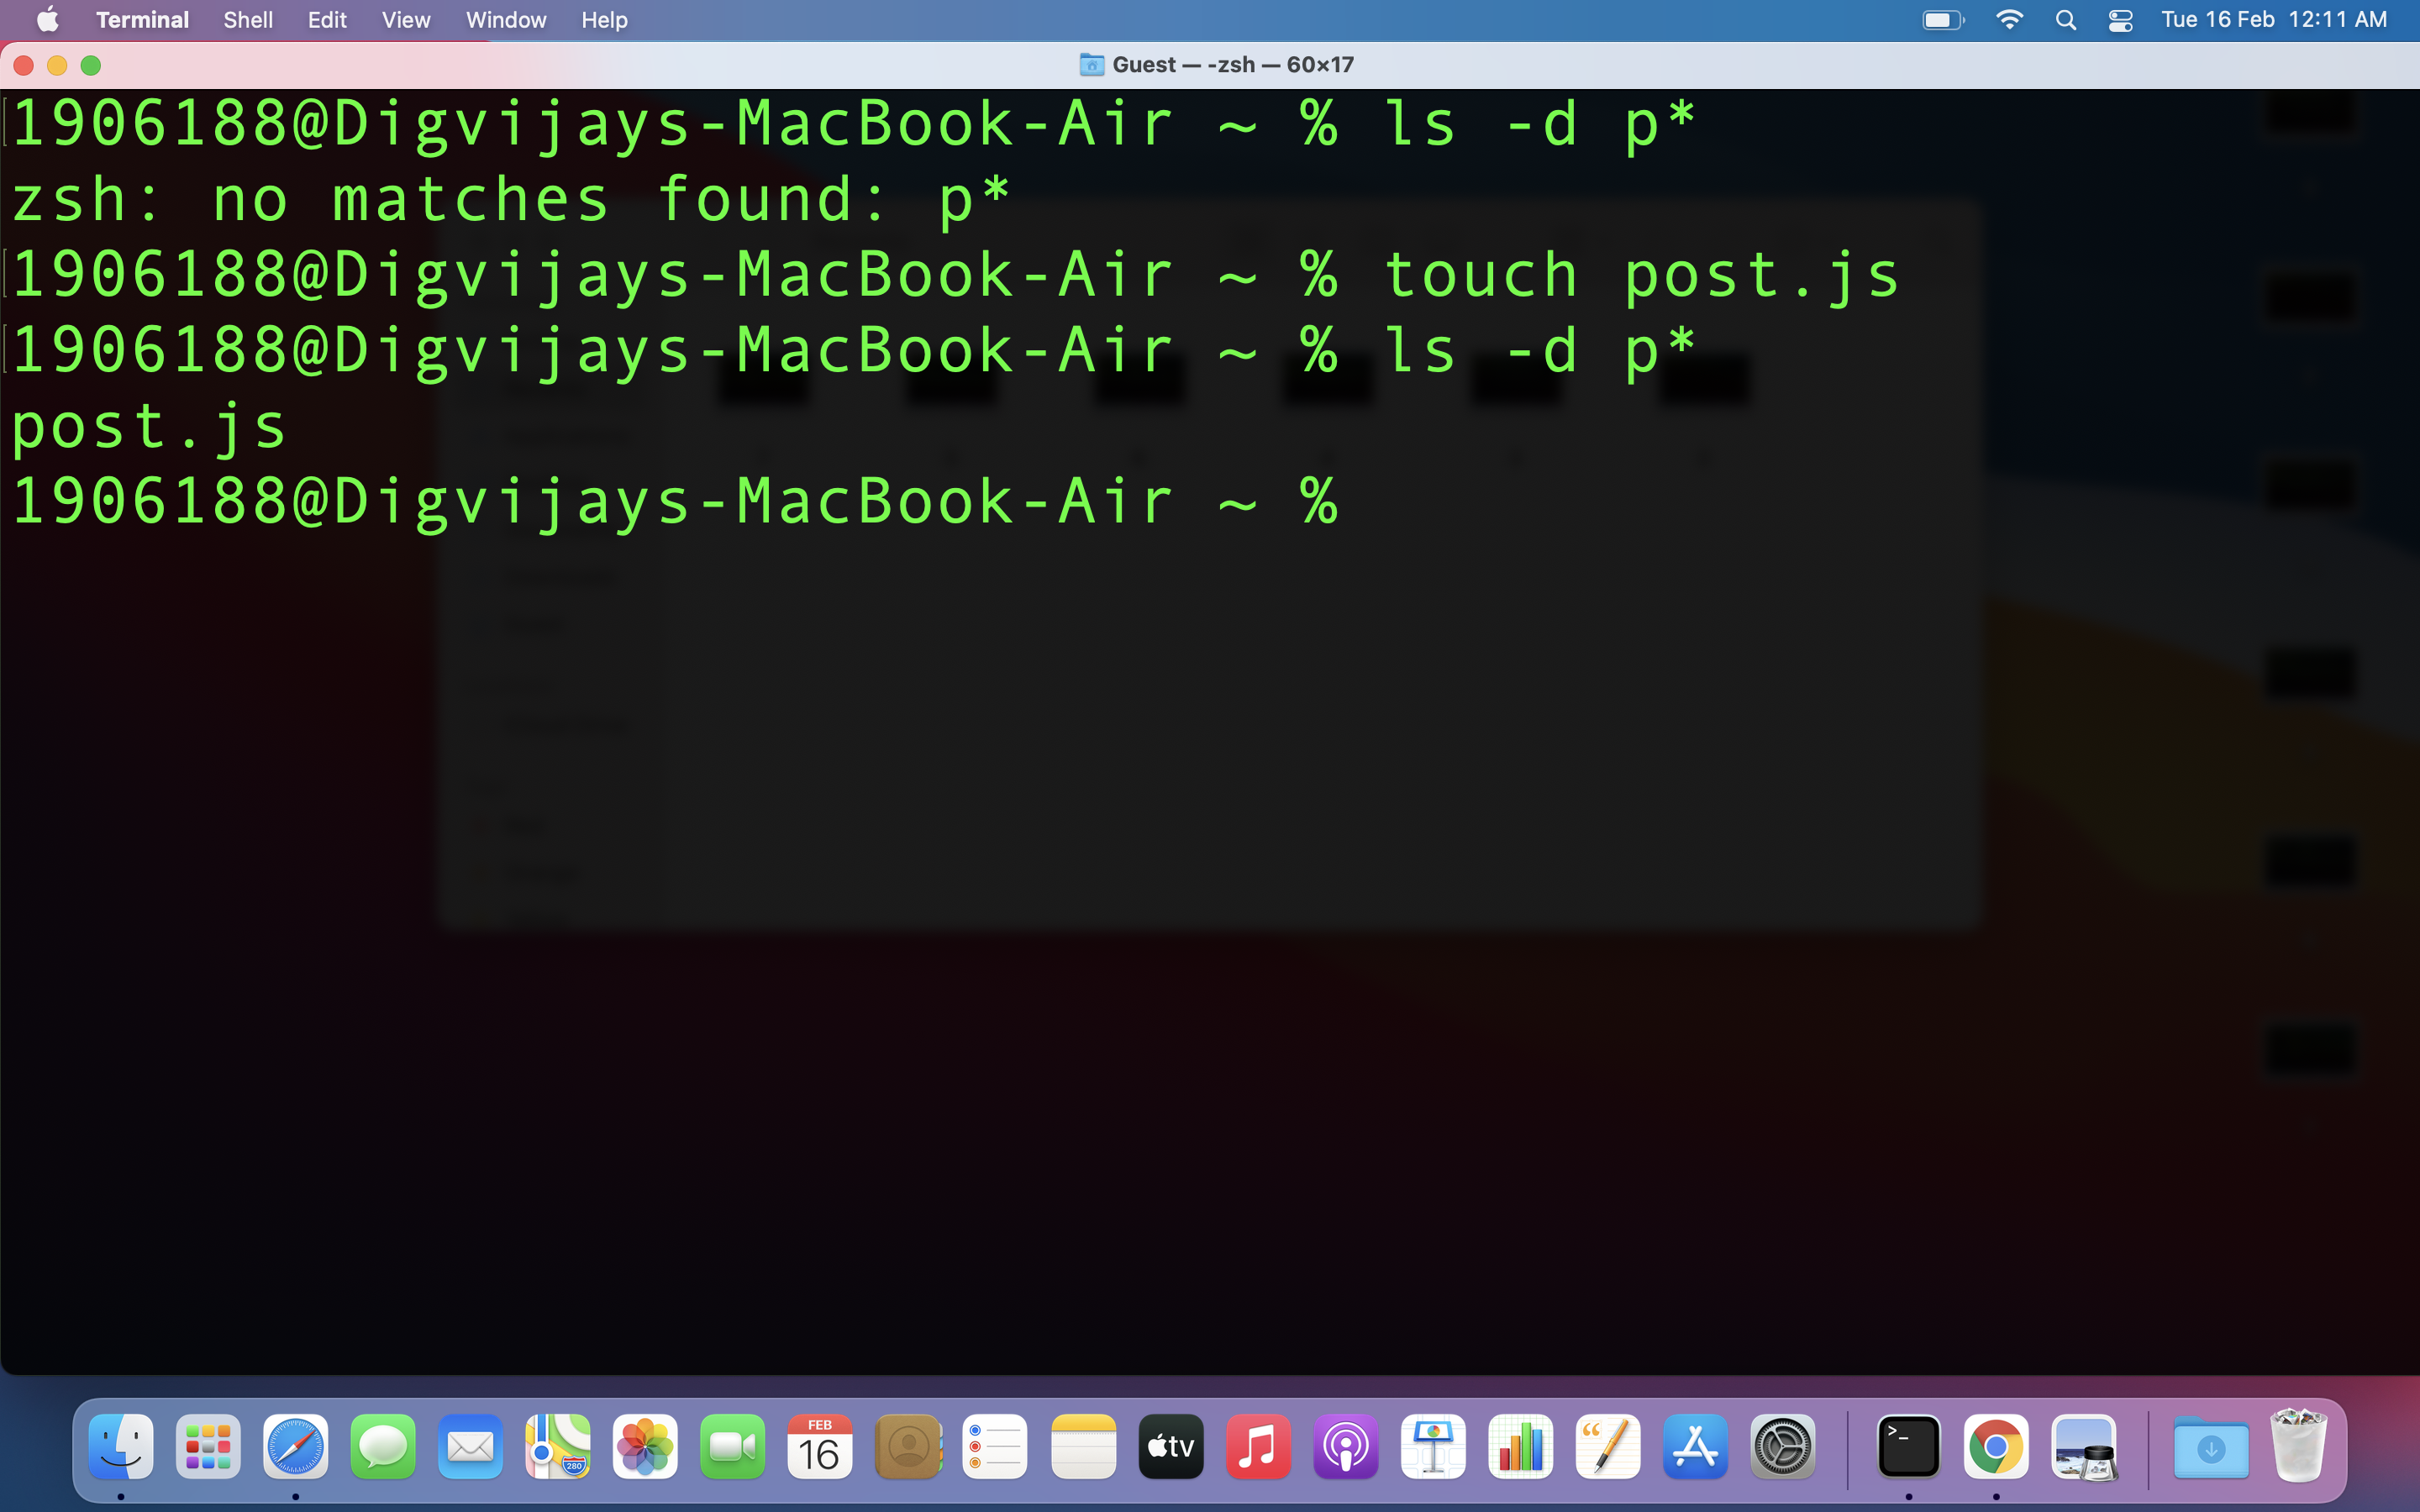 Terminal Shell Edit View Window Help Tue 16 Feb 12:11 AM
Guest — -zsh — 60×17
1906188@Digvijays-MacBook-Air ~ % ls -d p*
zsh: no matches found: p*
1906188@Digvijays-MacBook-Air ~ % touch post.js
1906188@Digvijays-MacBook-Air ~ % ls -d p*
post.js
1906188@Digvijays-MacBook-Air ~ %
FEB
16
280
tv
>_